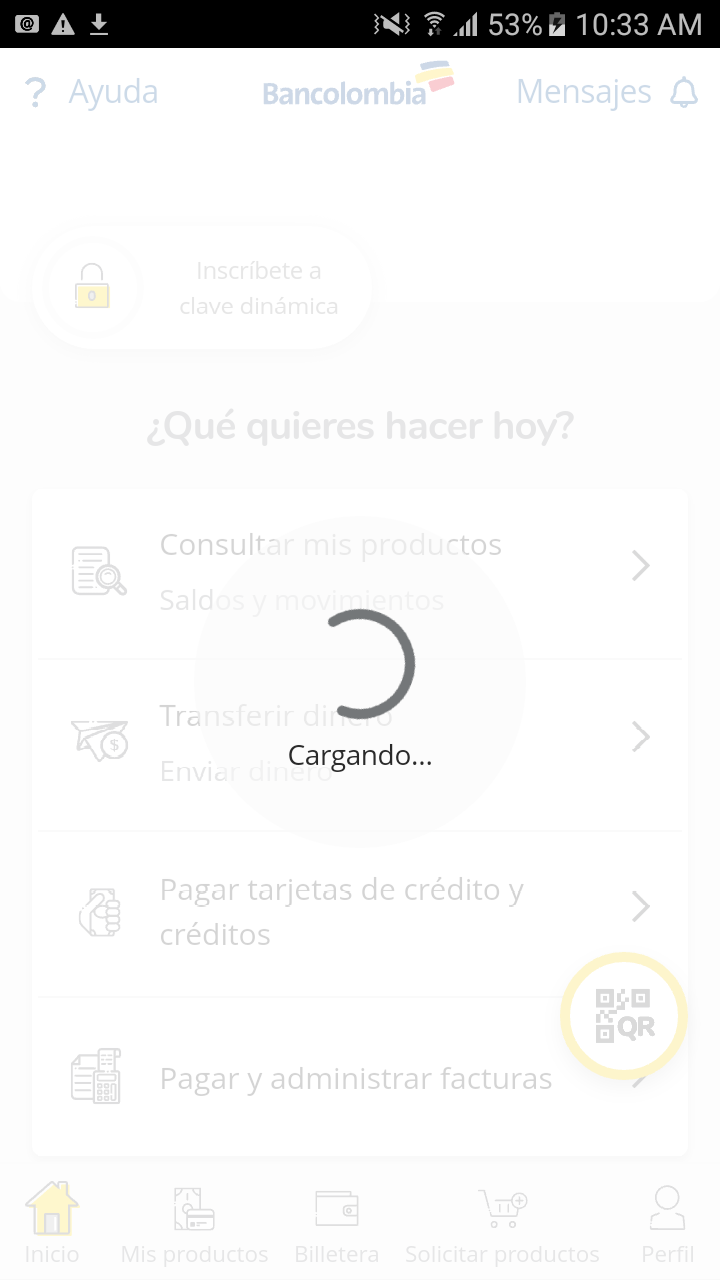 53% 10:33 AM
? Ayuda
Bancolombia
Mensajes
Inscríbete a
clave dinámica
¿Qué quieres hacer hoy?
Consultar mis productos
Saldos y movimientos
Transferir dinero
Enviar dinero
Cargando...
Pagar tarjetas de crédito y
créditos
QR
Pagar y administrar facturas
Inicio
Mis productos
Billetera
Solicitar productos
Perfil